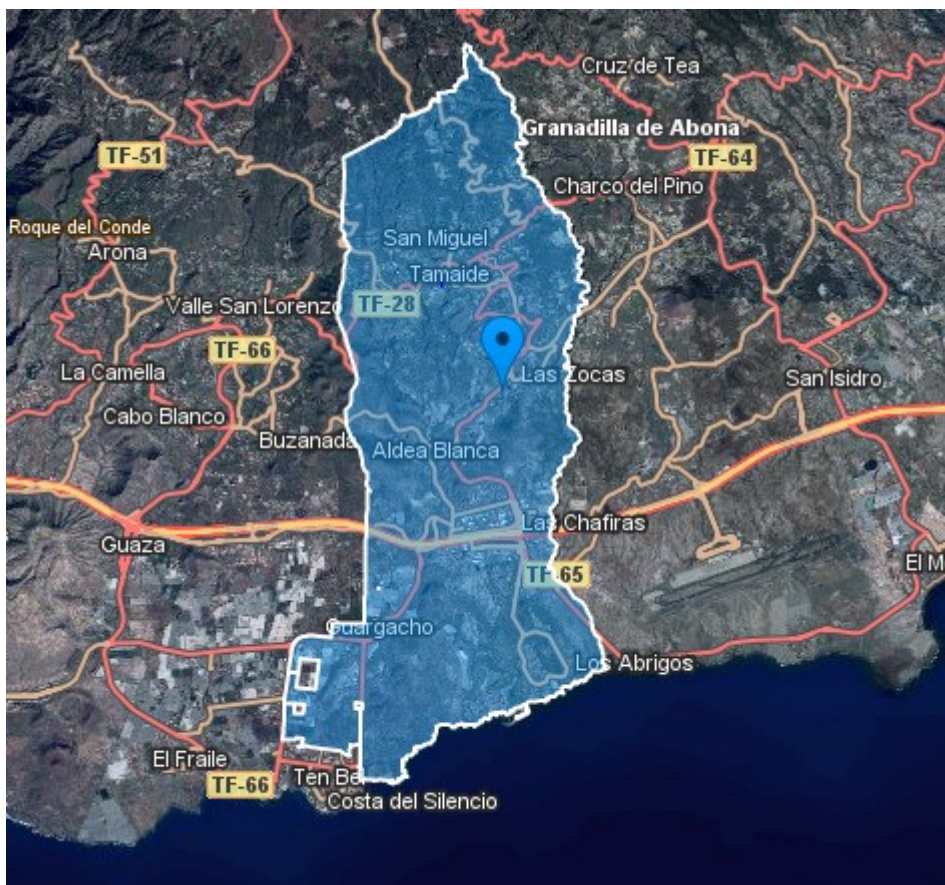 Cruz de Tea
Granadilla de Abona
TF-51
TF-64
Charco del Pino
Roque del Conde
San Miguel
Arona
Tamaide
Valle San Lorenzo
TF-28
TF-66
La Camella
Las Zocas
San Isidro
Cabo Blanco
Buzanada
Aldea Blanca
Las Chafiras
Guaza
El M
TF-65
Guargacho
Los Abrigos
El Fraile
Ten Bel
TF-66
Costa del Silencio